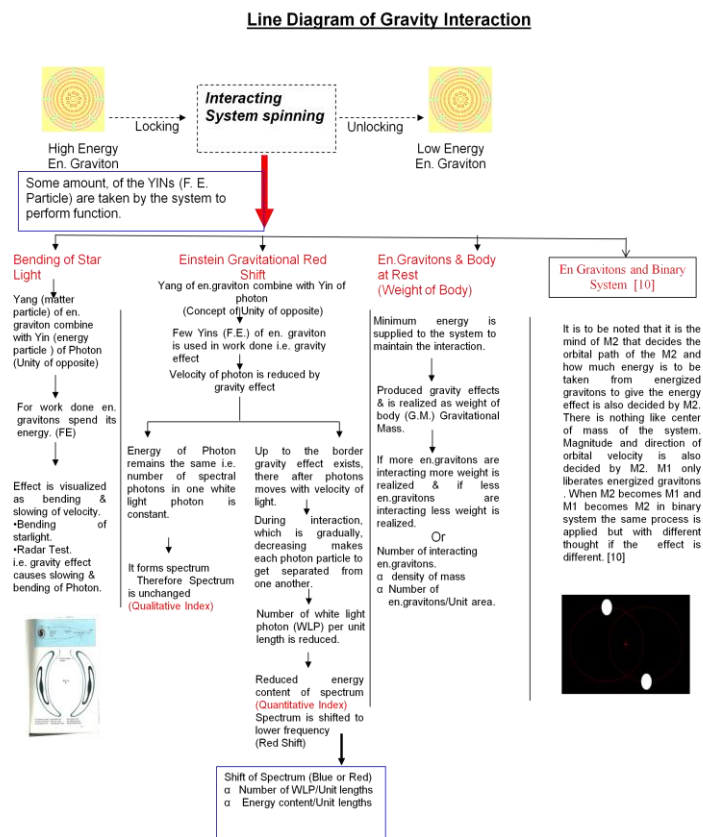 Line Diagram of Gravity Interaction
High Energy
En. Graviton
Locking
Interacting
System spinning
Unlocking
Low Energy
En. Graviton
Some amount, of the YINs (F. E.
Particle) are taken by the system to
perform function.
Bending of Star
Light
Yang (matter
particle) of en.
graviton combine
with Yin (energy
particle ) of Photon
(Unity of opposite)
For work done en.
gravitons spend its
energy. (FE)
Effect is visualized
as bending &
slowing of velocity.
•Bending of
starlight.
•Radar Test.
i.e. gravity effect
causes slowing &
bending of Photon.
Einstein Gravitational Red
Shift
Yang of en.graviton combine with Yin of
photon
(Concept of Unity of opposite)
Few Yins (F.E.) of en. graviton
is used in work done i.e. gravity
effect
Velocity of photon is reduced by
gravity effect
Energy of Photon
remains the same i.e.
number of spectral
photons in one white
light photon is
constant.
It forms spectrum
Therefore Spectrum
is unchanged
(Qualitative Index)
Up to the border
gravity effect exists,
there after photons
moves with velocity of
light.
During interaction,
which is gradually,
decreasing makes
each photon particle to
get separated from
one another.
Number of white light
photon (WLP) per unit
length is reduced.
Reduced energy
content of spectrum
(Quantitative Index)
Spectrum is shifted to
lower frequency
(Red Shift)
Shift of Spectrum (Blue or Red)
α Number of WLP/Unit lengths
α Energy content/Unit lengths
En.Gravitons & Body
at Rest
(Weight of Body)
Minimum energy is
supplied to the system to
maintain the interaction.
Produced gravity effects
& is realized as weight of
body (G.M.) Gravitational
Mass.
If more en.gravitons are
interacting more weight is
realized & if less
en.gravitons are
interacting less weight is
realized.
Or
Number of interacting
en.gravitons.
α density of mass
α Number of
en.gravitons/Unit area.
En Gravitons and Binary
System [10]
It is to be noted that it is the
mind of M2 that decides the
orbital path of the M2 and
how much energy is to be
taken from energized
gravitons to give the energy
effect is also decided by M2.
There is nothing like center
of mass of the system.
Magnitude and direction of
orbital velocity is also
decided by M2. M1 only
liberates energized gravitons
. When M2 becomes M1 and
M1 becomes M2 in binary
system the same process is
applied but with different
thought if the effect is
different. [10]